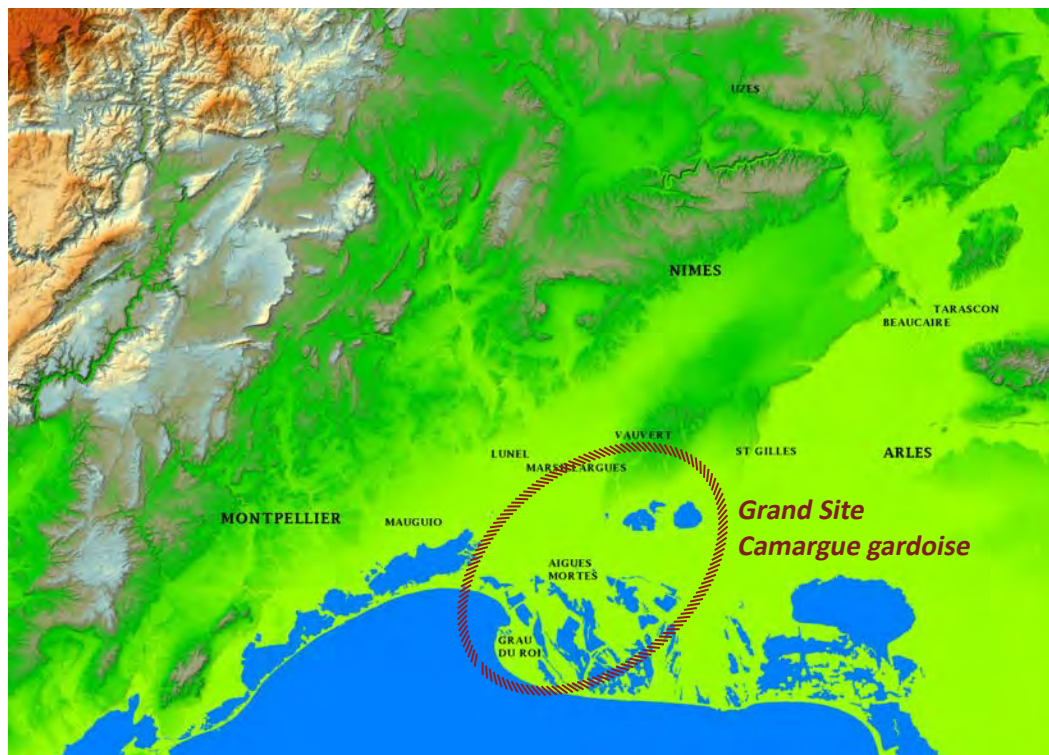 UZES
NIMES
TARASCON
BEAUCAIRE
VAUVERT
LUNEL
ST GILLES
ARLES
MARSILLARGUES
MONTPELLIER
MAUGUIO
Grand Site
Camargue gardoise
AIGUES
MORTES
GRAU
DU ROI